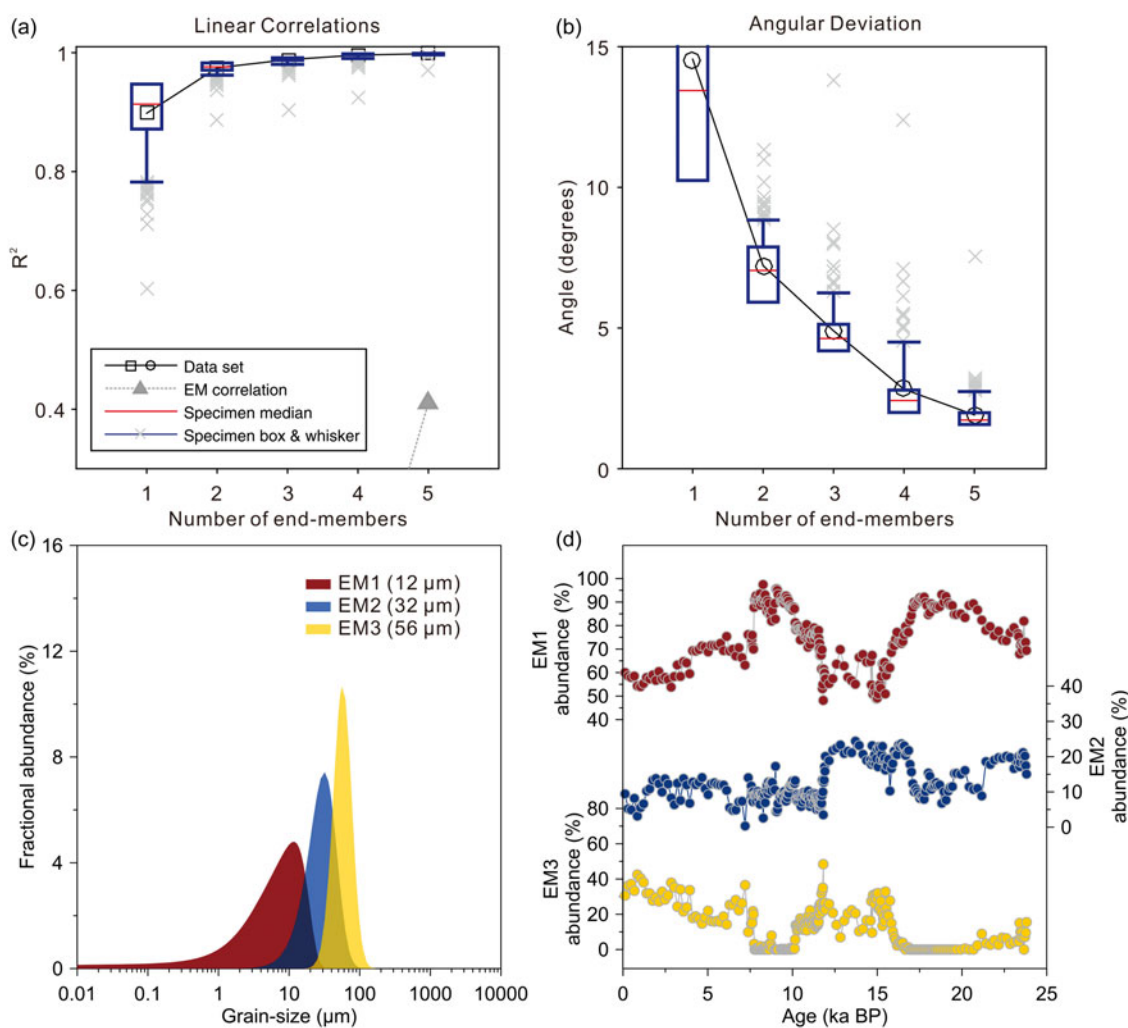 (a) Linear Correlations
1
0.8
0.6
0.4
R²
1 2 3 4 5
Number of end-members
Data set
EM correlation
Specimen median
Specimen box & whisker
(b) Angular Deviation
15
10
5
0
Angle (degrees)
1 2 3 4 5
Number of end-members
(c)
16
12
8
4
0
Fractional abundance (%)
EM1 (12 µm)
EM2 (32 µm)
EM3 (56 µm)
0.01 0.1 1 10 100 1000 10000
Grain-size (µm)
(d)
100
90
80
70
60
50
40
EM1
abundance (%)
40
30
20
10
0
EM2
abundance (%)
80
40
20
0
EM3
abundance (%)
0 5 10 15 20 25
Age (ka BP)